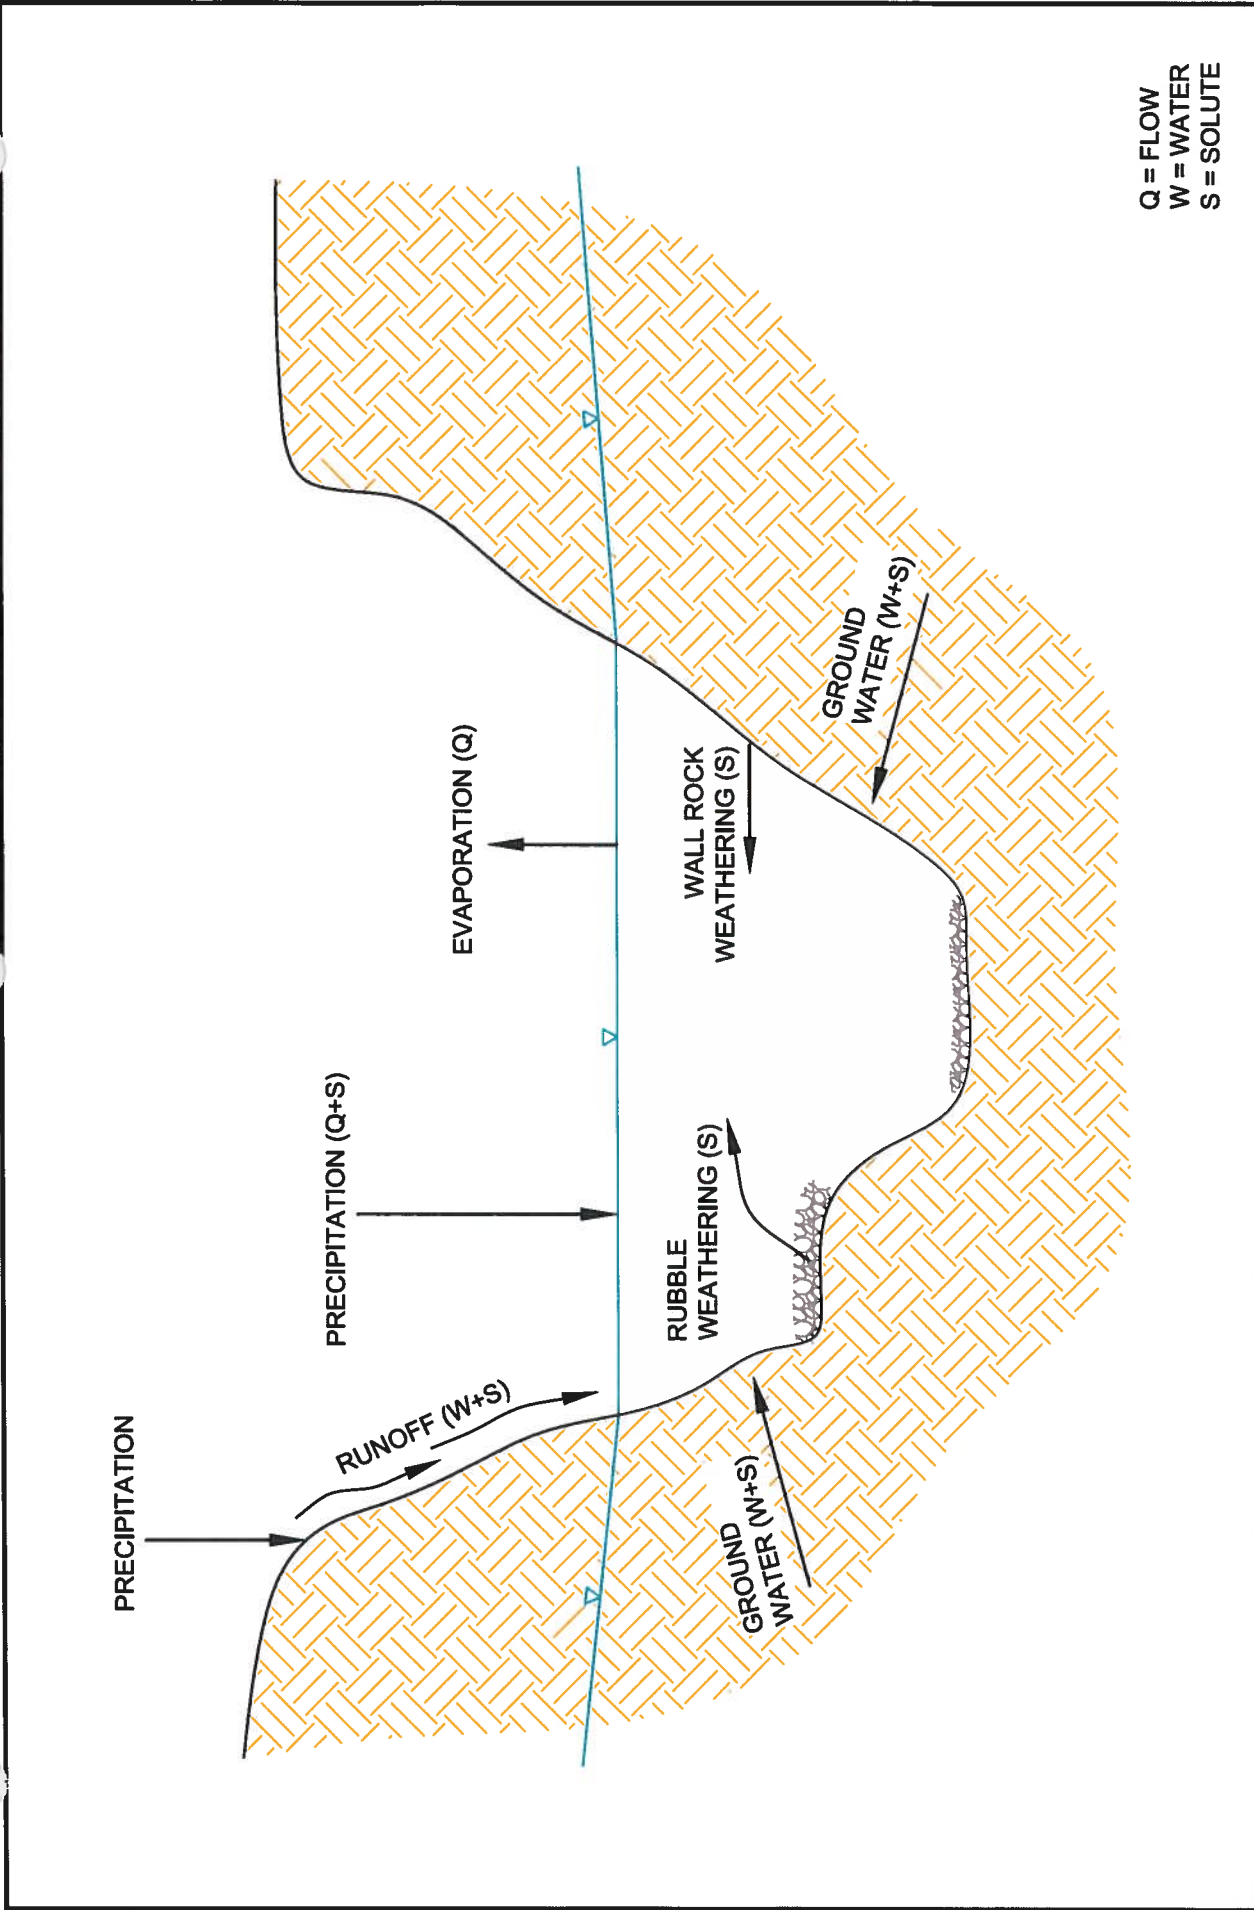 PRECIPITATION
RUNOFF (W+S)
PRECIPITATION (Q+S)
EVAPORATION (Q)
RUBBLE
WEATHERING (S)
WALL ROCK
WEATHERING (S)
GROUND
WATER (W+S)
GROUND
WATER (W+S)
Q = FLOW
W = WATER
S = SOLUTE